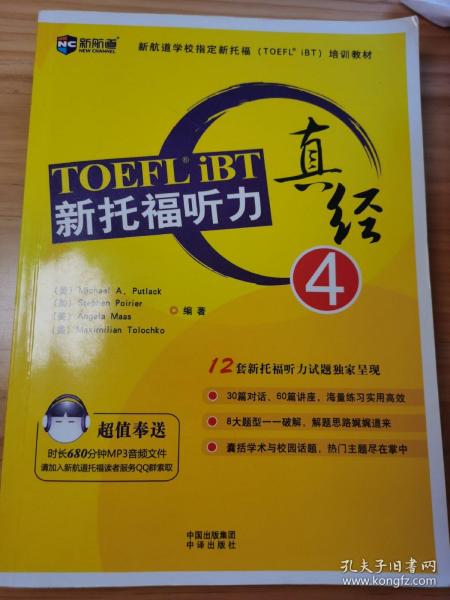 NC 新航道
NEW CHANNEL
新航道学校指定新托福（TOEFL® iBT）培训教材
TOEFL® iBT
新托福听力
真经
4
（美）Michael A. Putlack
（加）Stephen Poirier
（美）Angela Maas
（美）Maximilian Tolochko
编著
12套新托福听力试题独家呈现
30篇对话、60篇讲座，海量练习实用高效
8大题型一一破解，解题思路娓娓道来
囊括学术与校园话题，热门主题尽在掌中
超值奉送
时长680分钟MP3音频文件
请加入新航道托福读者服务QQ群索取
中国出版集团
中译出版社
孔夫子旧书网
www.kongfz.com